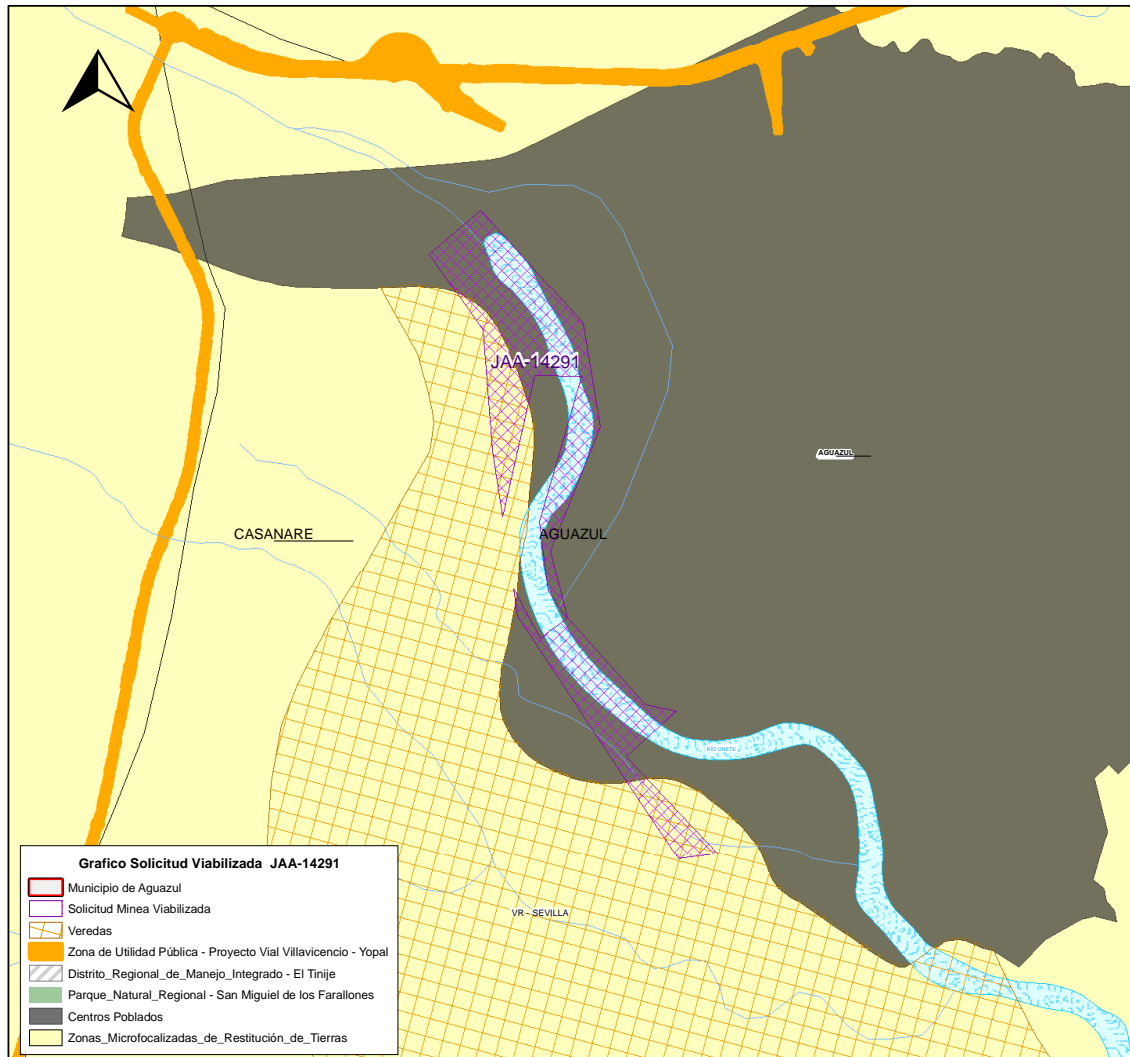 JAA-14291
AGUAZUL
CASANARE
AGUAZUL
RÍO UNETE
VR - SEVILLA
Grafico Solicitud Viabilizada JAA-14291
Municipio de Aguazul
Solicitud Minea Viabilizada
Veredas
Zona de Utilidad Pública - Proyecto Vial Villavicencio - Yopal
Distrito_Regional_de_Manejo_Integrado - El Tinije
Parque_Natural_Regional - San Miguiel de los Farallones
Centros Poblados
Zonas_Microfocalizadas_de_Restitución_de_Tierras